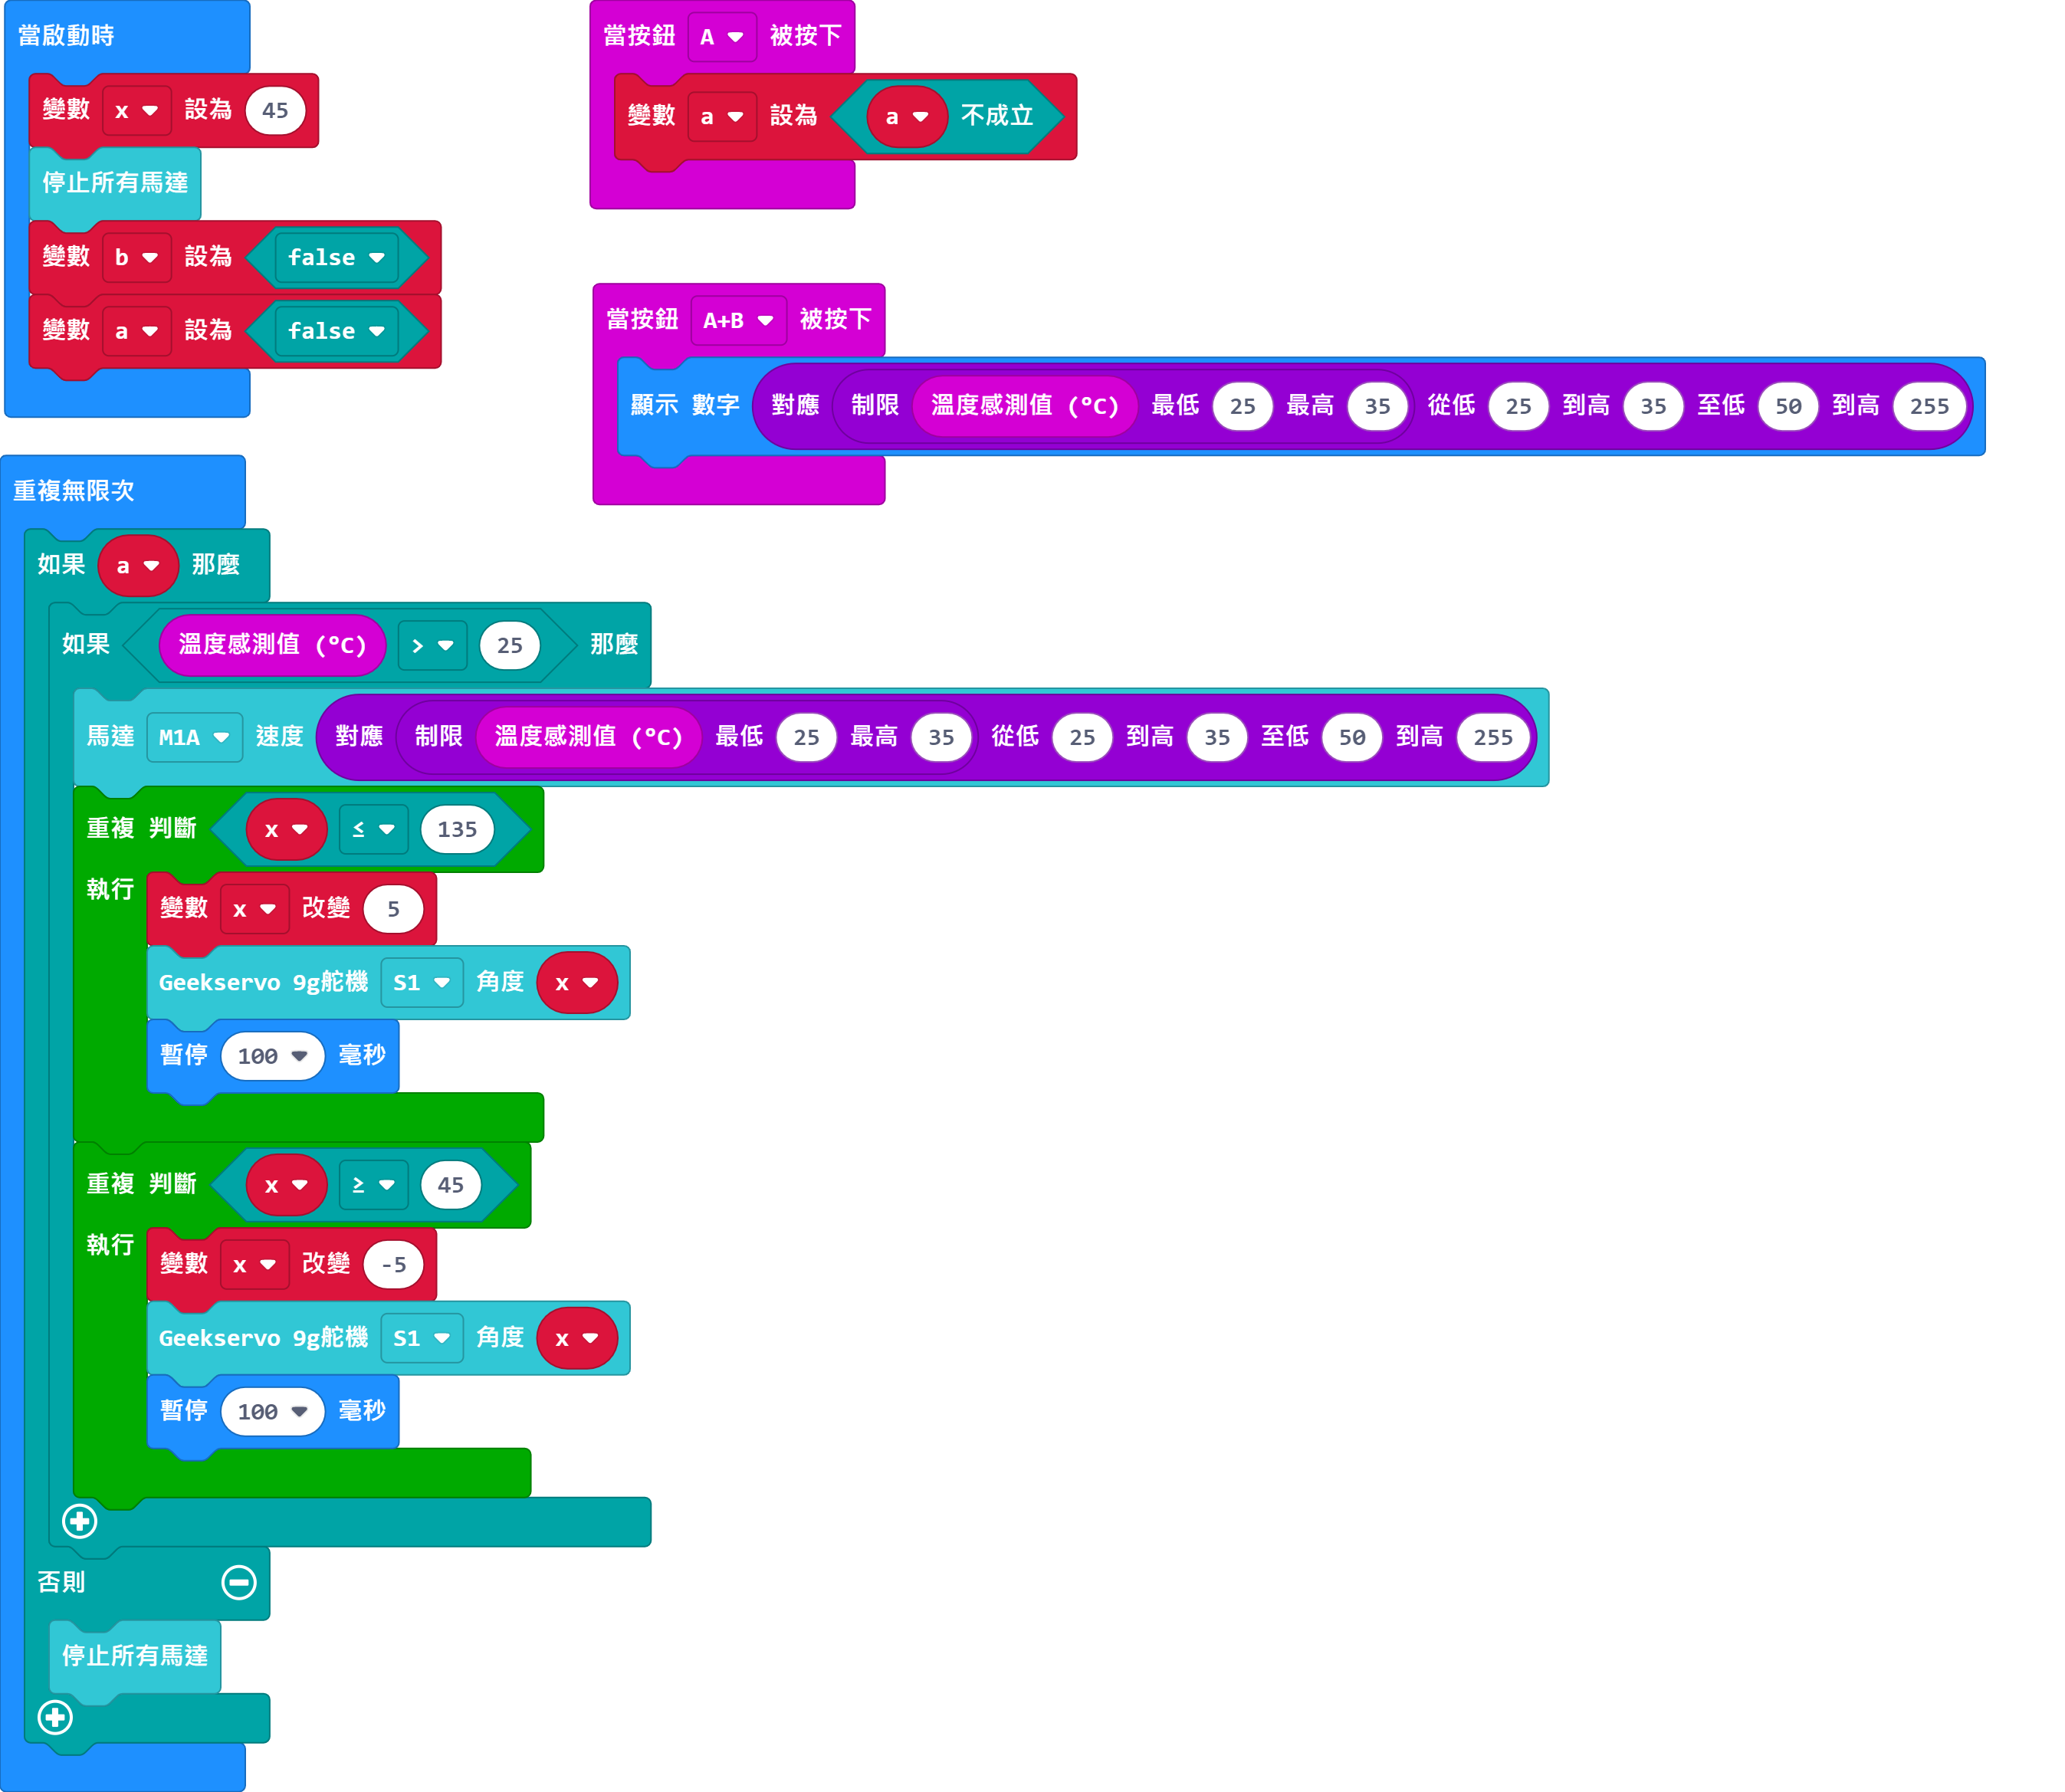 當啟動時
變數 x 設為 45
停止所有馬達
變數 b 設為 false
變數 a 設為 false
當按鈕 A 被按下
變數 a 設為 a 不成立
當按鈕 A+B 被按下
顯示 數字 對應 制限 溫度感測值 (°C) 最低 25 最高 35 從低 25 到高 35 至低 50 到高 255
重複無限次
如果 a 那麼
如果 溫度感測值 (°C) > 25 那麼
馬達 M1A 速度 對應 制限 溫度感測值 (°C) 最低 25 最高 35 從低 25 到高 35 至低 50 到高 255
重複 判斷 x ≤ 135
執行
變數 x 改變 5
Geekservo 9g舵機 S1 角度 x
暫停 100 毫秒
重複 判斷 x ≥ 45
執行
變數 x 改變 -5
Geekservo 9g舵機 S1 角度 x
暫停 100 毫秒
否則
停止所有馬達